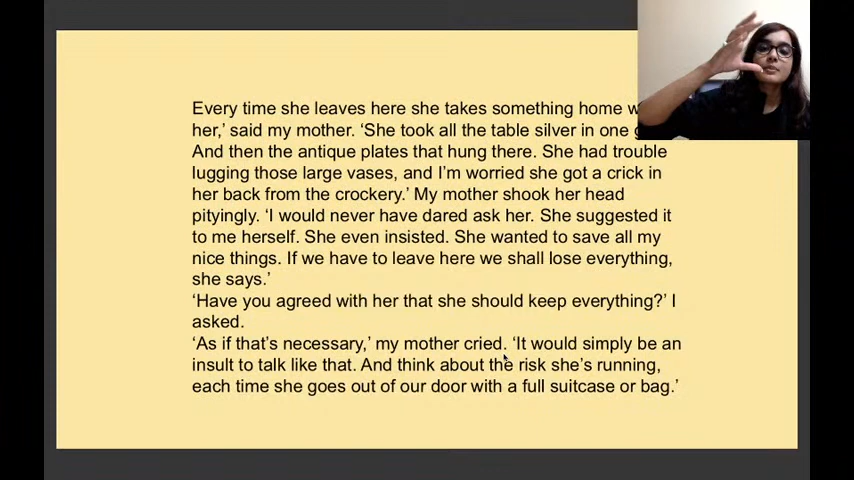 Every time she leaves here she takes something home
her,' said my mother. 'She took all the table silver in one
And then the antique plates that hung there. She had trouble
lugging those large vases, and I'm worried she got a crick in
her back from the crockery.' My mother shook her head
pityingly. 'I would never have dared ask her. She suggested it
to me herself. She even insisted. She wanted to save all my
nice things. If we have to leave here we shall lose everything,
she says.'
'Have you agreed with her that she should keep everything?' I
asked.
'As if that's necessary,' my mother cried. 'It would simply be an
insult to talk like that. And think about the risk she's running,
each time she goes out of our door with a full suitcase or bag.'